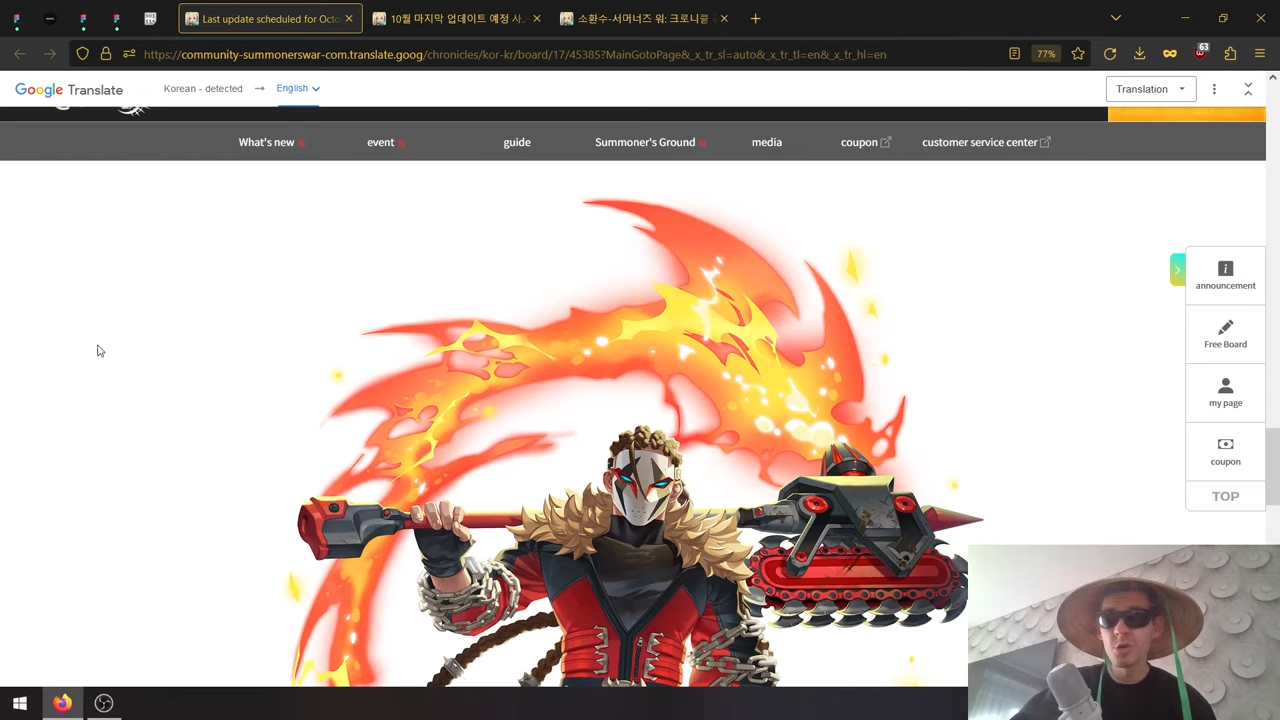 Last update scheduled for Octo
10월 마지막 업데이트 예정 사.
소환수-서머너즈 워: 크로니클 공
https://community-summonerswar-com.translate.goog/chronicles/kor-kr/board/17/45385?MainGotoPage&_x_tr_sl=auto&_x_tr_tl=en&_x_tr_hl=en
77%
63
Google Translate
Korean - detected
English
Translation
What's new
event
guide
Summoner's Ground
media
coupon
customer service center
announcement
Free Board
my page
coupon
TOP